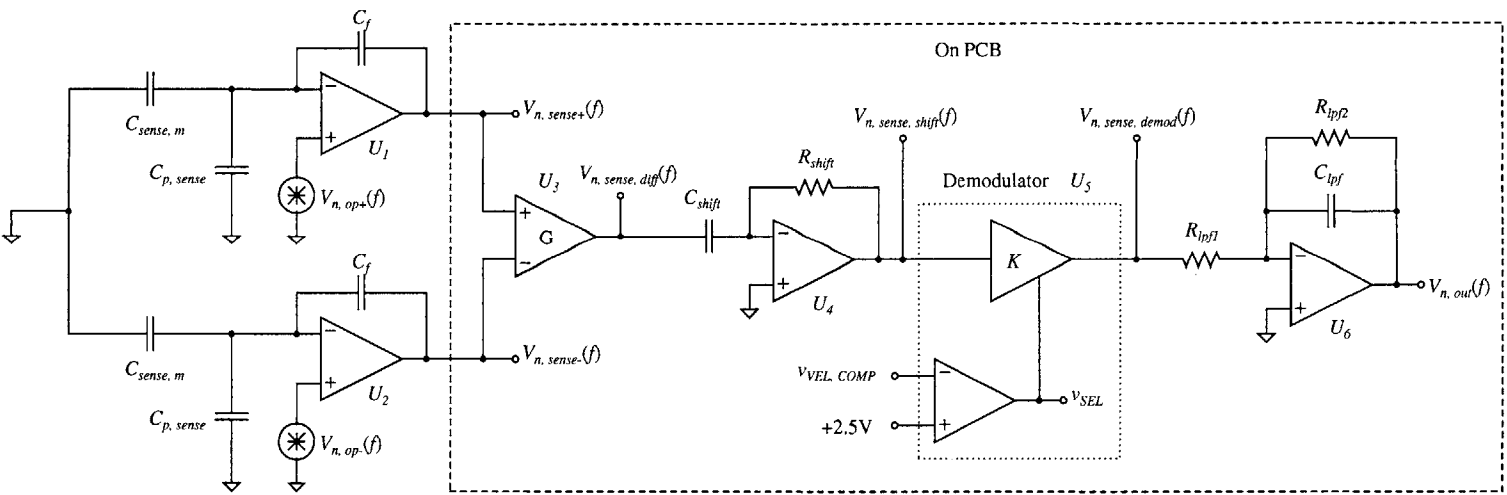 On PCB
C_f
C_sense, m
C_p, sense
U_1
V_n, op+(f)
V_n, sense+(f)
U_3
G
V_n, sense, diff(f)
C_shift
R_shift
U_4
V_n, sense, shift(f)
Demodulator U_5
K
V_n, sense, demod(f)
R_lpf1
R_lpf2
C_lpf
U_6
V_n, out(f)
C_f
C_sense, m
C_p, sense
U_2
V_n, op-(f)
V_n, sense-(f)
v_VEL, COMP
+2.5V
v_SEL